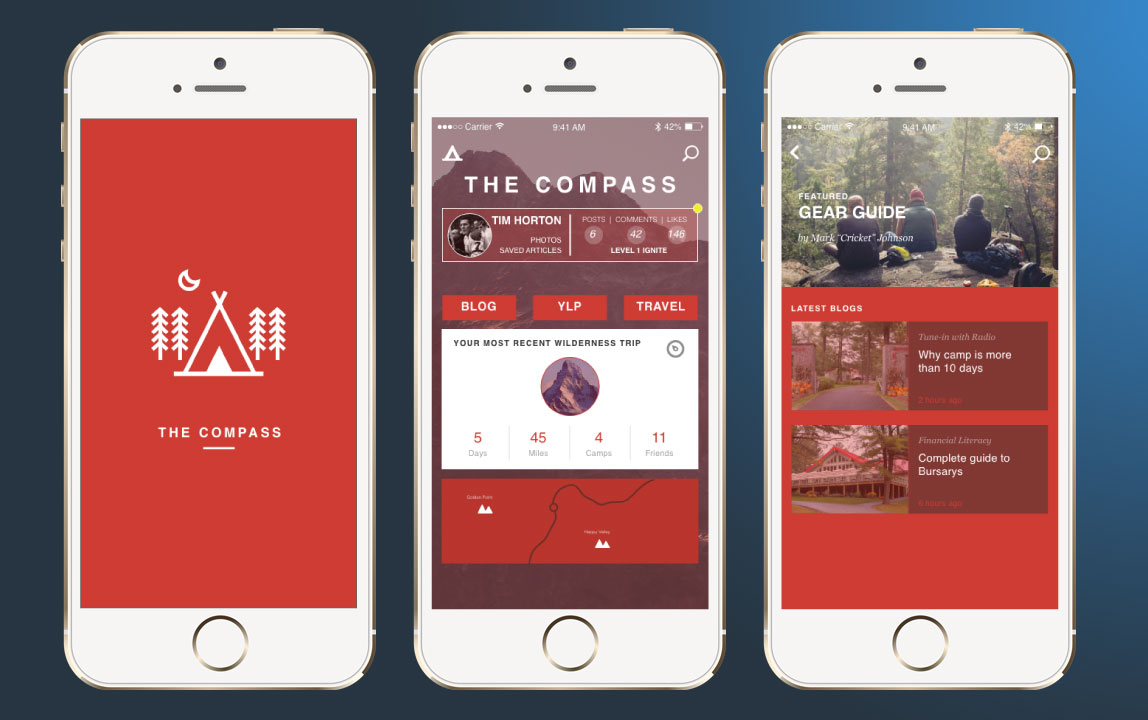 THE COMPASS
Carrier
9:41 AM
42%
THE COMPASS
TIM HORTON
PHOTOS
SAVED ARTICLES
POSTS | COMMENTS | LIKES
6
42
146
LEVEL 1 IGNITE
BLOG
YLP
TRAVEL
YOUR MOST RECENT WILDERNESS TRIP
5
Days
45
Miles
4
Camps
11
Friends
Golden Point
Happy Valley
Carrier
9:41 AM
42%
FEATURED
GEAR GUIDE
by Mark "Cricket" Johnson
LATEST BLOGS
Tune-in with Radio
Why camp is more
than 10 days
2 hours ago
Financial Literacy
Complete guide to
Bursarys
6 hours ago